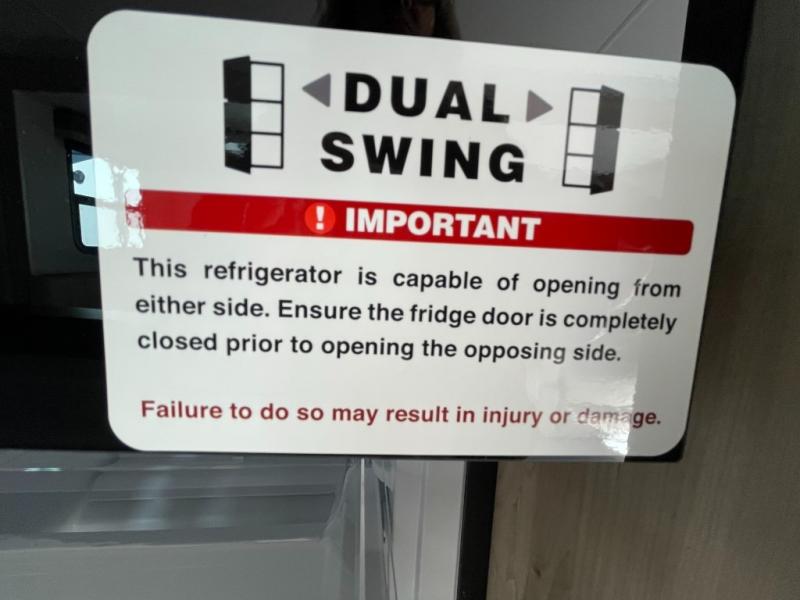 DUAL
SWING
! IMPORTANT
This refrigerator is capable of opening from
either side. Ensure the fridge door is completely
closed prior to opening the opposing side.
Failure to do so may result in injury or damage.